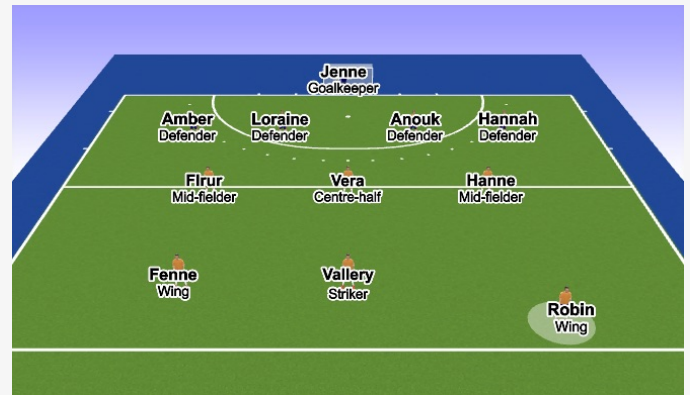 Jenne
Goalkeeper
Amber
Defender
Loraine
Defender
Anouk
Defender
Hannah
Defender
Flrur
Mid-fielder
Vera
Centre-half
Hanne
Mid-fielder
Fenne
Wing
Vallery
Striker
Robin
Wing